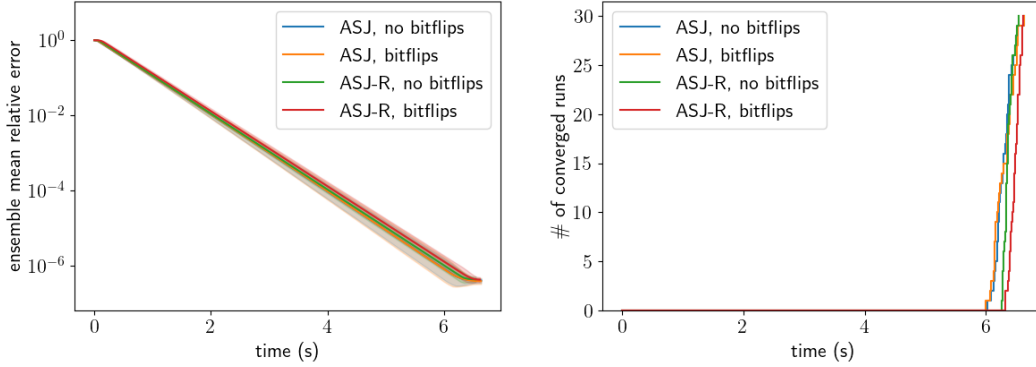 ensemble mean relative error
10^0
10^-2
10^-4
10^-6
ASJ, no bitflips
ASJ, bitflips
ASJ-R, no bitflips
ASJ-R, bitflips
0 2 4 6
time (s)
# of converged runs
30
25
20
15
10
5
0
ASJ, no bitflips
ASJ, bitflips
ASJ-R, no bitflips
ASJ-R, bitflips
0 2 4 6
time (s)